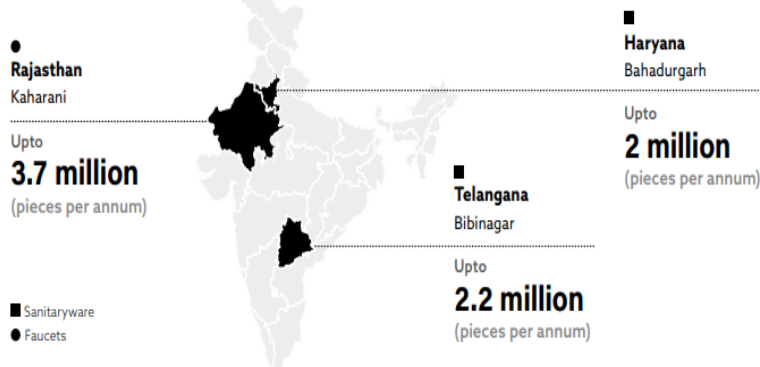 Rajasthan
Kaharani
Upto
3.7 million
(pieces per annum)
Haryana
Bahadurgarh
Upto
2 million
(pieces per annum)
Telangana
Bibinagar
Upto
2.2 million
(pieces per annum)
Sanitaryware
Faucets